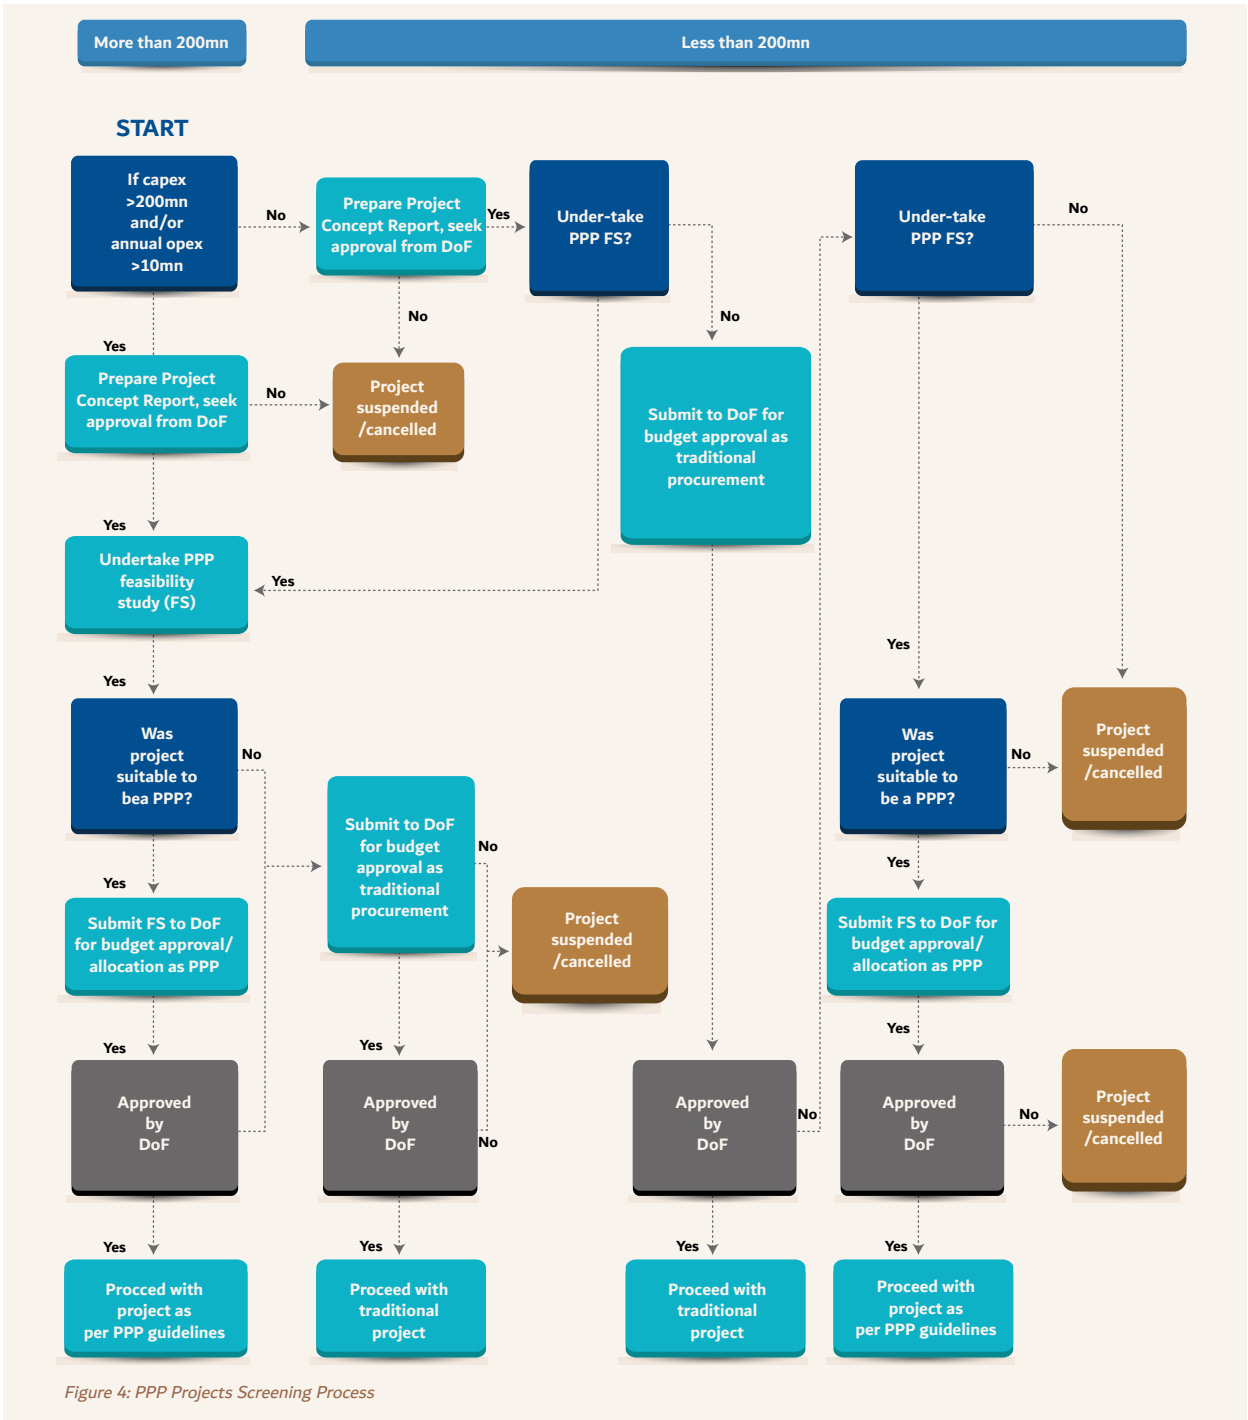 More than 200mn
Less than 200mn
START
If capex
>200mn
and/or
annual opex
>10mn
No
Prepare Project
Concept Report, seek
approval from DoF
Yes
Under-take
PPP FS?
Under-take
PPP FS?
No
No
No
Yes
Prepare Project
Concept Report, seek
approval from DoF
No
Project
suspended
/cancelled
Submit to DoF for
budget approval as
traditional
procurement
Yes
Undertake PPP
feasibility
study (FS)
Yes
Yes
Yes
Was
project
suitable to
bea PPP?
No
Was
project
suitable to
be a PPP?
No
Project
suspended
/cancelled
Submit to DoF
for budget
approval as
traditional
procurement
No
Yes
Yes
Submit FS to DoF
for budget approval/
allocation as PPP
Project
suspended
/cancelled
Submit FS to DoF for
budget approval/
allocation as PPP
Yes
Yes
Yes
Approved
by
DoF
Approved
by
DoF
No
Approved
by
DoF
No
Approved
by
DoF
No
Project
suspended
/cancelled
Yes
Yes
Yes
Yes
Procced with
project as
per PPP guidelines
Proceed with
traditional
project
Proceed with
traditional
project
Proceed with
project as
per PPP guidelines
Figure 4: PPP Projects Screening Process